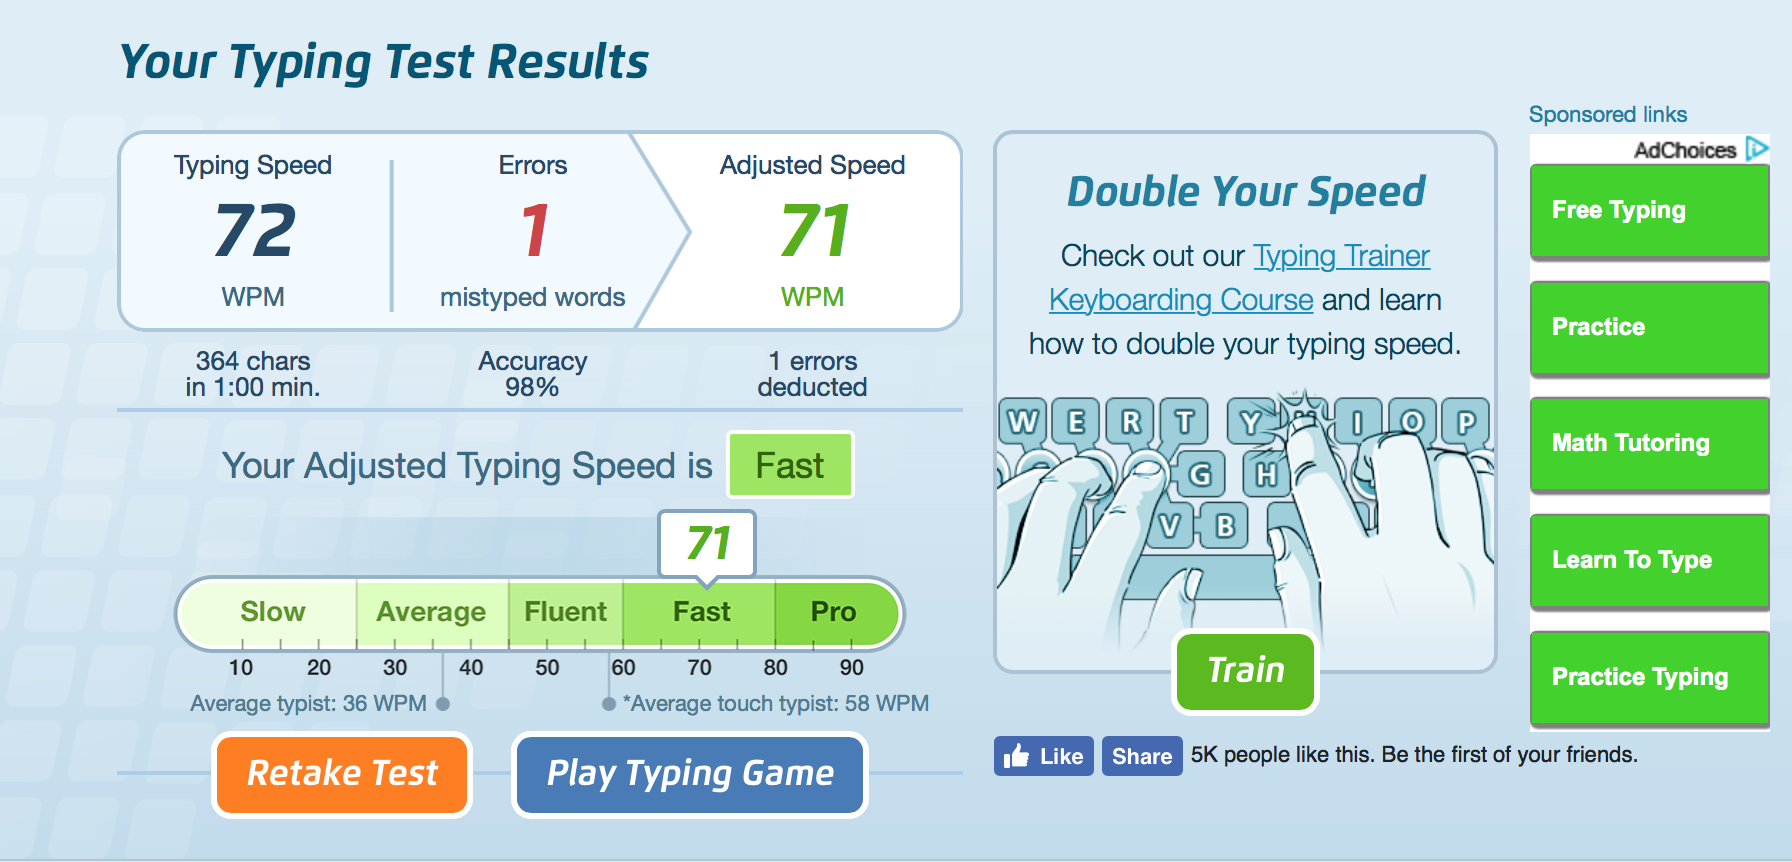 Your Typing Test Results
Typing Speed
72
WPM
Errors
1
mistyped words
Adjusted Speed
71
WPM
364 chars
in 1:00 min.
Accuracy
98%
1 errors
deducted
Your Adjusted Typing Speed is Fast
71
Slow Average Fluent Fast Pro
10 20 30 40 50 60 70 80 90
Average typist: 36 WPM
*Average touch typist: 58 WPM
Retake Test
Play Typing Game
Double Your Speed
Check out our Typing Trainer
Keyboarding Course and learn
how to double your typing speed.
W E R T Y I O P
G H
V B
Train
Like Share 5K people like this. Be the first of your friends.
Sponsored links
AdChoices
Free Typing
Practice
Math Tutoring
Learn To Type
Practice Typing